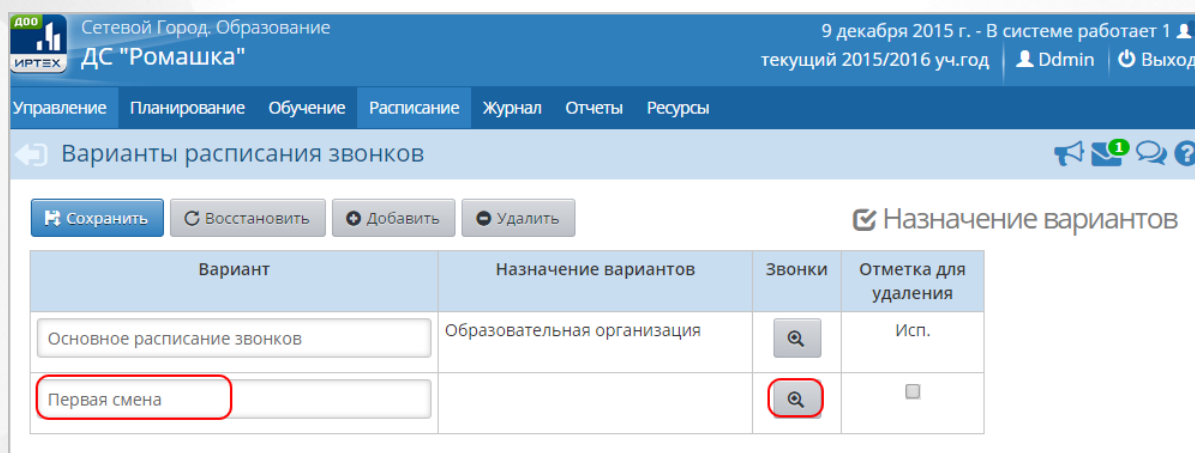 ДОО
ИРТЕХ
Сетевой Город. Образование
ДС "Ромашка"
9 декабря 2015 г. - В системе работает 1
текущий 2015/2016 уч.год Ddmin Выход
Управление Планирование Обучение Расписание Журнал Отчеты Ресурсы
Варианты расписания звонков
1
?
Сохранить Восстановить Добавить Удалить
Назначение вариантов
Вариант Назначение вариантов Звонки Отметка для удаления
Основное расписание звонков Образовательная организация Исп.
Первая смена